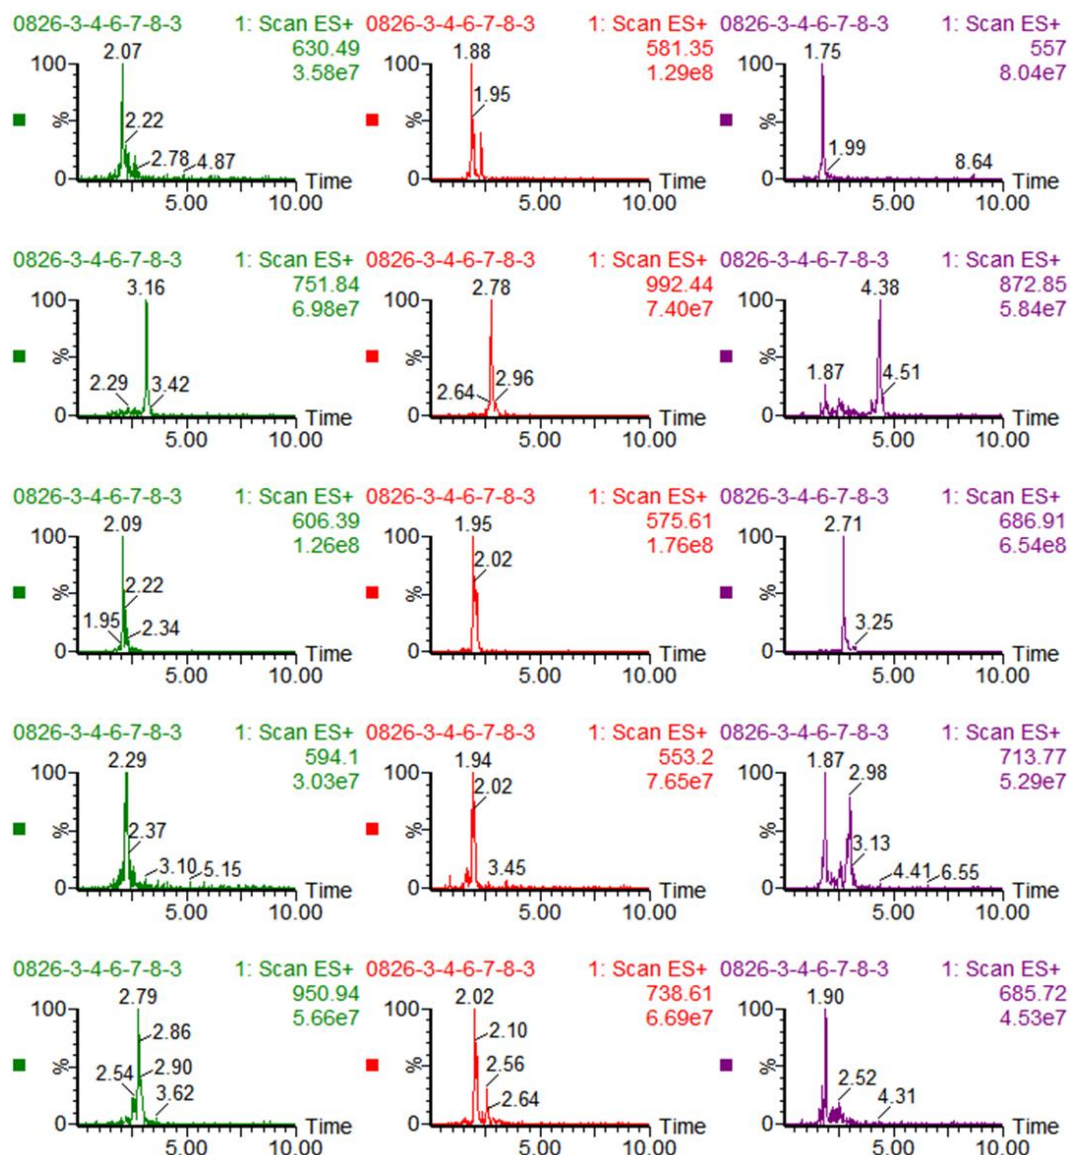 0826-3-4-6-7-8-3 1: Scan ES+ 0826-3-4-6-7-8-3 1: Scan ES+ 0826-3-4-6-7-8-3 1: Scan ES+
630.49 581.35 557
3.58e7 1.29e8 8.04e7
2.07 1.88 1.75
100 100 100
1.95
2.22
% % %
1.99
2.78 4.87 8.64
0 Time 0 Time 0 Time
5.00 10.00 5.00 10.00 5.00 10.00
0826-3-4-6-7-8-3 1: Scan ES+ 0826-3-4-6-7-8-3 1: Scan ES+ 0826-3-4-6-7-8-3 1: Scan ES+
751.84 992.44 872.85
3.16 2.78 4.38
6.98e7 7.40e7 5.84e7
100 100 100
% % %
1.87 4.51
2.29 3.42 2.64 2.96
0 Time 0 Time 0 Time
5.00 10.00 5.00 10.00 5.00 10.00
0826-3-4-6-7-8-3 1: Scan ES+ 0826-3-4-6-7-8-3 1: Scan ES+ 0826-3-4-6-7-8-3 1: Scan ES+
606.39 575.61 686.91
2.09 1.95 2.71
1.26e8 1.76e8 6.54e8
100 100 100
2.02
2.22
% % %
1.95 2.34 3.25
0 Time 0 Time 0 Time
5.00 10.00 5.00 10.00 5.00 10.00
0826-3-4-6-7-8-3 1: Scan ES+ 0826-3-4-6-7-8-3 1: Scan ES+ 0826-3-4-6-7-8-3 1: Scan ES+
594.1 553.2 713.77
2.29 1.94 1.87
3.03e7 7.65e7 5.29e7
100 100 2.98 100
2.02
% 2.37 % % 3.13
3.10 5.15 3.45 4.41 6.55
0 Time 0 Time 0 Time
5.00 10.00 5.00 10.00 5.00 10.00
0826-3-4-6-7-8-3 1: Scan ES+ 0826-3-4-6-7-8-3 1: Scan ES+ 0826-3-4-6-7-8-3 1: Scan ES+
950.94 738.61 685.72
2.79 2.02 1.90
5.66e7 6.69e7 4.53e7
100 100 100
2.86 2.10
% 2.90 % 2.56 %
2.54 2.52
3.62 2.64 4.31
0 Time 0 Time 0 Time
5.00 10.00 5.00 10.00 5.00 10.00